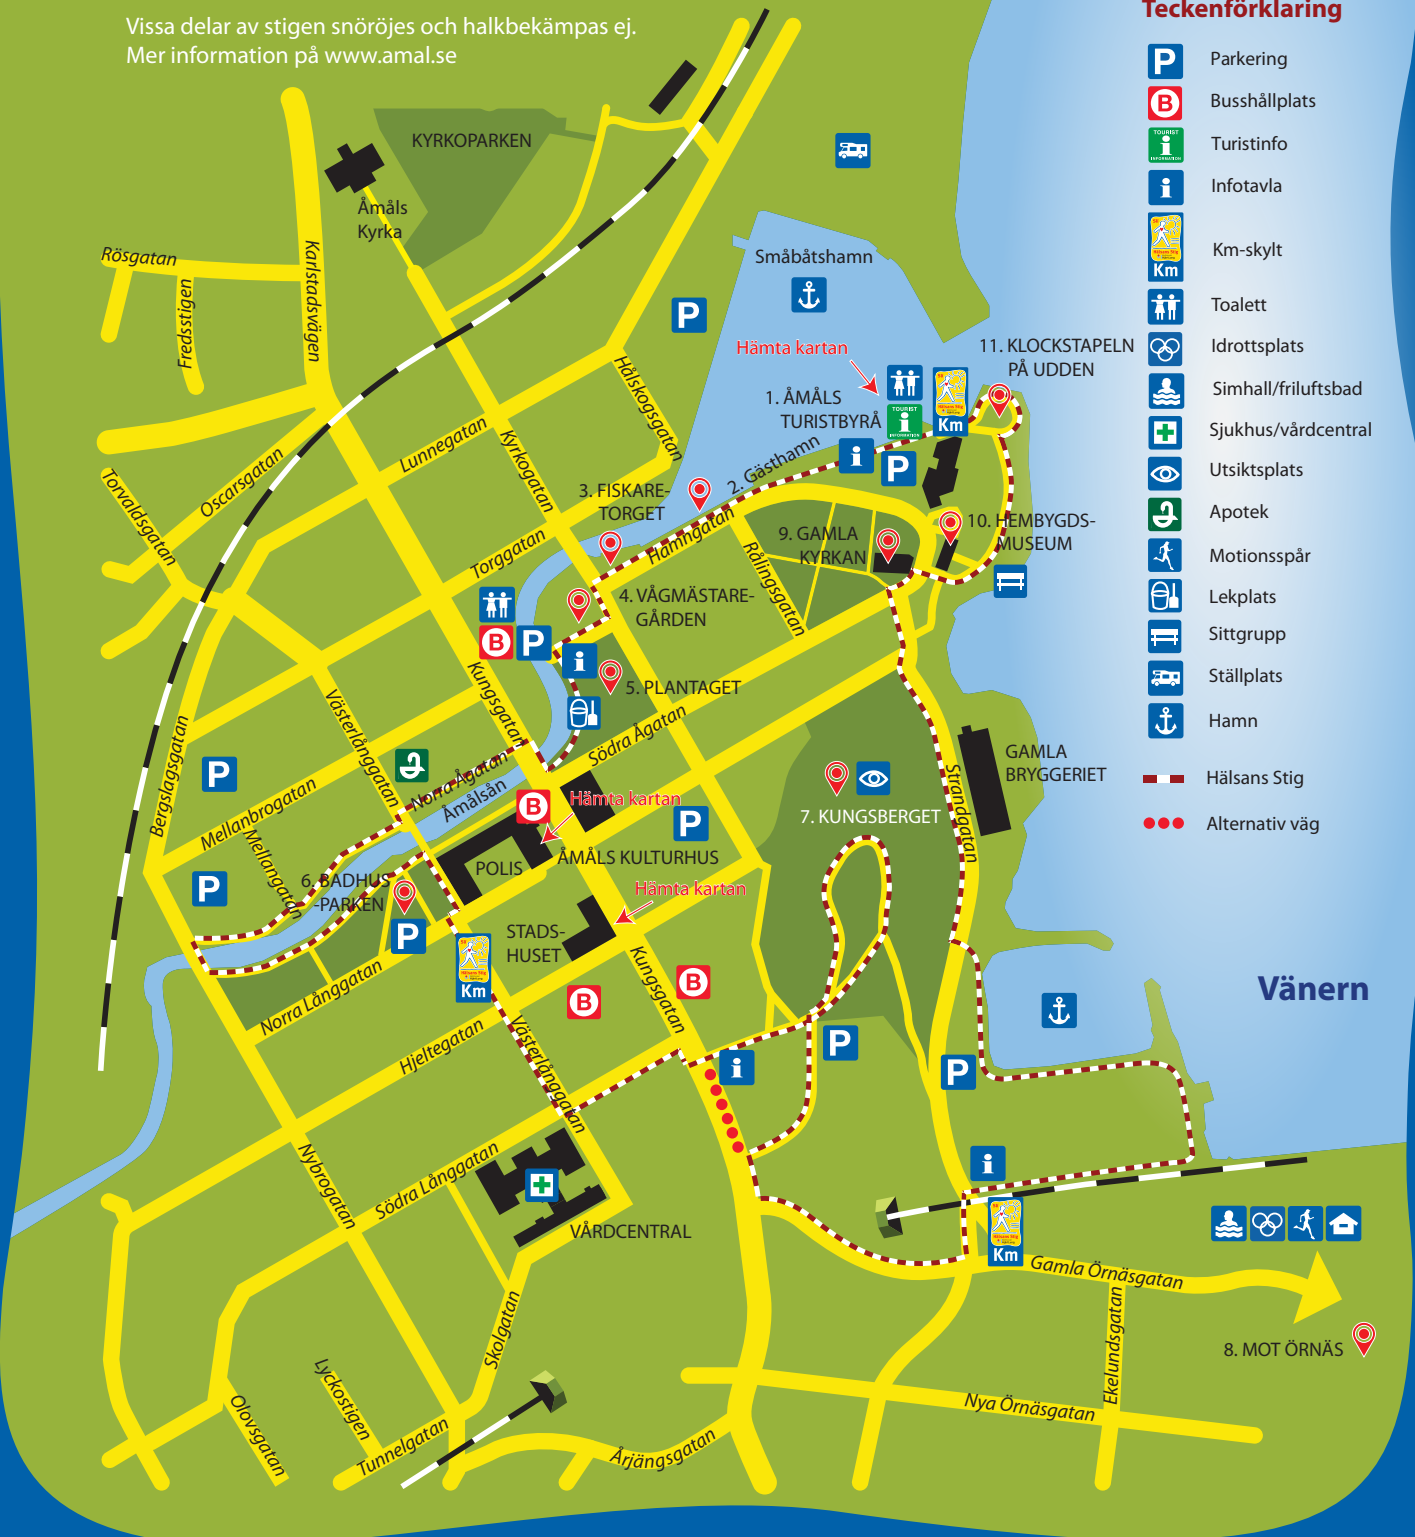 Vissa delar av stigen snöröjes och halkbekämpas ej.
Mer information på www.amal.se
Teckenförklaring
P Parkering
B Busshållplats
TOURIST i INFORMATION Turistinfo
i Infotavla
Km Km-skylt
Toalett
Idrottsplats
Simhall/friluftsbad
Sjukhus/vårdcentral
Utsiktsplats
Apotek
Motionsspår
Lekplats
Sittgrupp
Ställplats
Hamn
Hälsans Stig
Alternativ väg
KYRKOPARKEN
Åmåls
Kyrka
Rösgatan
Fredsstigen
Karlstadsvägen
Småbåtshamn
P
Hämta kartan
11. KLOCKSTAPELN
PÅ UDDEN
1. ÅMÅLS
TURISTBYRÅ
TOURIST
i
INFORMATION
Km
Hålskogsgatan
Lunnegatan
Kyrkogatan
Oscarsgatan
Torvaldsgatan
i
P
2. Gästhamn
3. FISKARE-
TORGET
Hamngatan
9. GAMLA
KYRKAN
10. HEMBYGDS-
MUSEUM
Torggatan
Rålingsgatan
4. VÅGMÄSTARE-
GÅRDEN
B
P
i
5. PLANTAGET
Kungsgatan
Västerlånggatan
Södra Ågatan
Bergslagsgatan
P
Norra Ågatan
Åmålsån
Mellanbrogatan
Mellangatan
B
Hämta kartan
P
7. KUNGSBERGET
Strandgatan
GAMLA
BRYGGERIET
POLIS
ÅMÅLS KULTURHUS
P
6. BADHUS
-PARKEN
P
Hämta kartan
STADS-
HUSET
Km
Kungsgatan
B
B
Norra Långgatan
Hjeltegatan
Västerlånggatan
Vänern
P
i
P
Nybrogatan
Södra Långgatan
VÅRDCENTRAL
i
Km
Gamla Örnäsgatan
Ekelundsgatan
8. MOT ÖRNÄS
Skolgatan
Lyckostigen
Olovsgatan
Tunnelgatan
Årjängsgatan
Nya Örnäsgatan